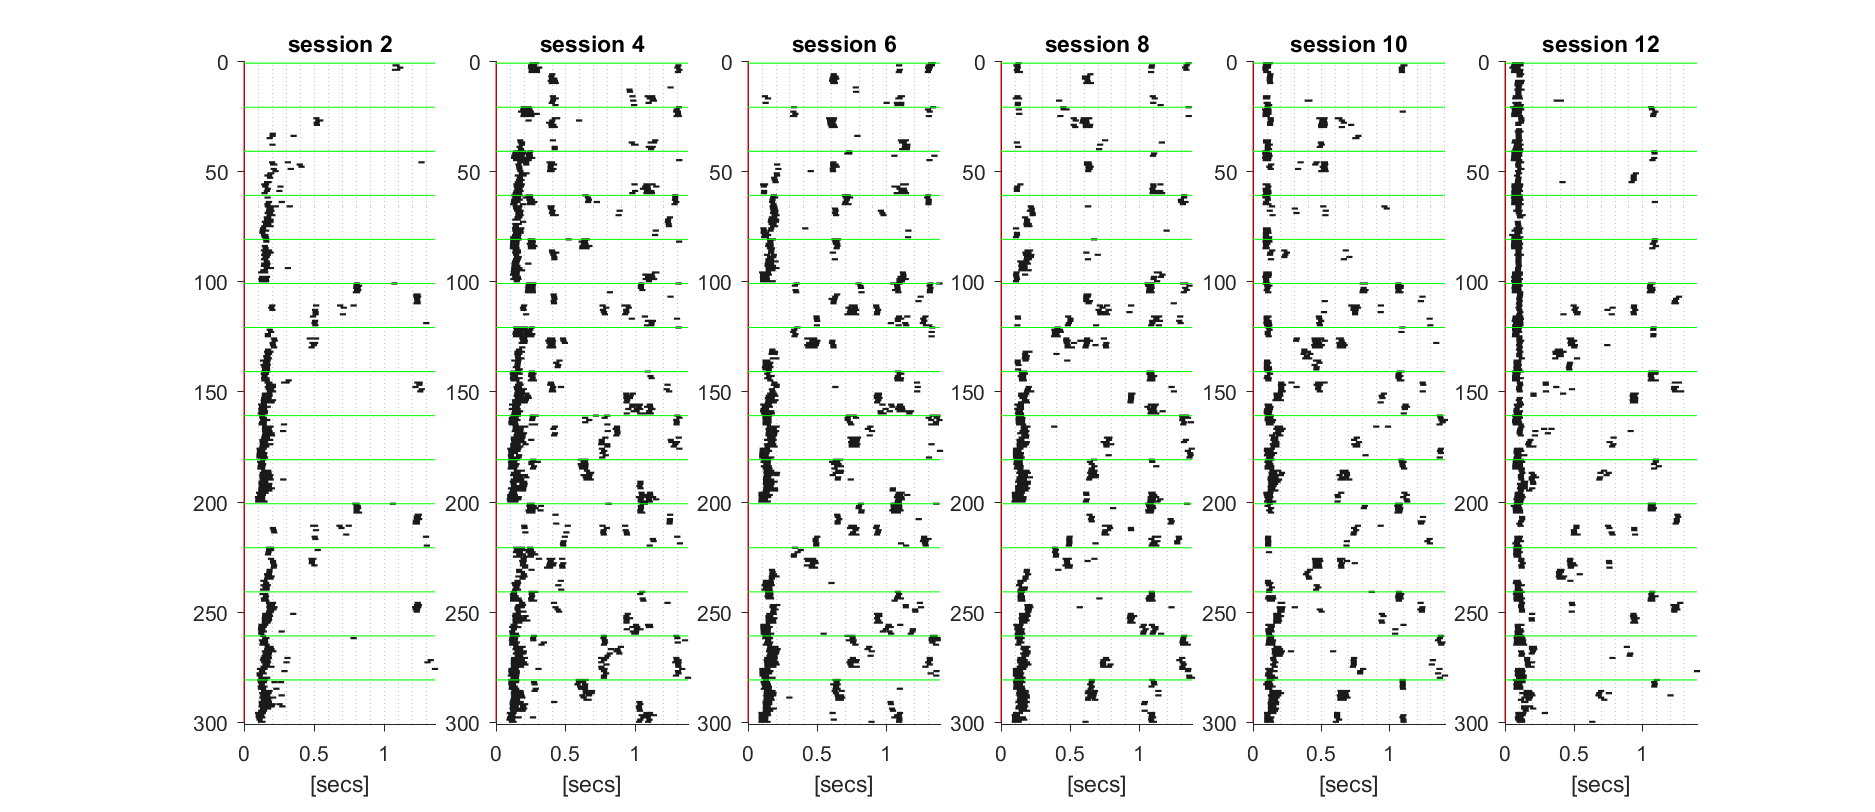 session 2 session 4 session 6 session 8 session 10 session 12
0 0 0 0 0 0
50 50 50 50 50 50
100 100 100 100 100 100
150 150 150 150 150 150
200 200 200 200 200 200
250 250 250 250 250 250
300 300 300 300 300 300
0 0.5 1 0 0.5 1 0 0.5 1 0 0.5 1 0 0.5 1 0 0.5 1
[secs] [secs] [secs] [secs] [secs] [secs]